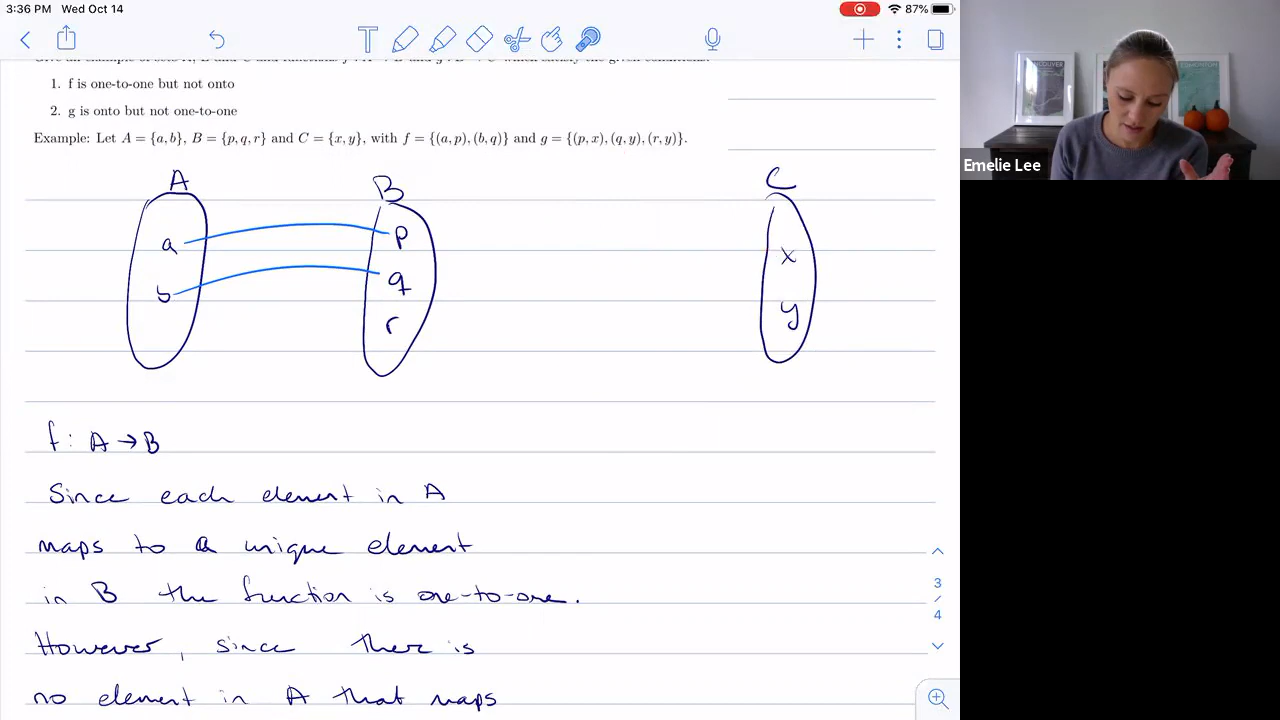 3:36 PM Wed Oct 14
87%
1. f is one-to-one but not onto
2. g is onto but not one-to-one
Example: Let A = {a, b}, B = {p, q, r} and C = {x, y}, with f = {(a, p), (b, q)} and g = {(p, x), (q, y), (r, y)}.
Emelie Lee
A B C
a p x
b q y
r
f: A → B
Since each element in A
maps to a unique element
in B the function is one-to-one.
However, since there is
no element in A that maps
3
/
4